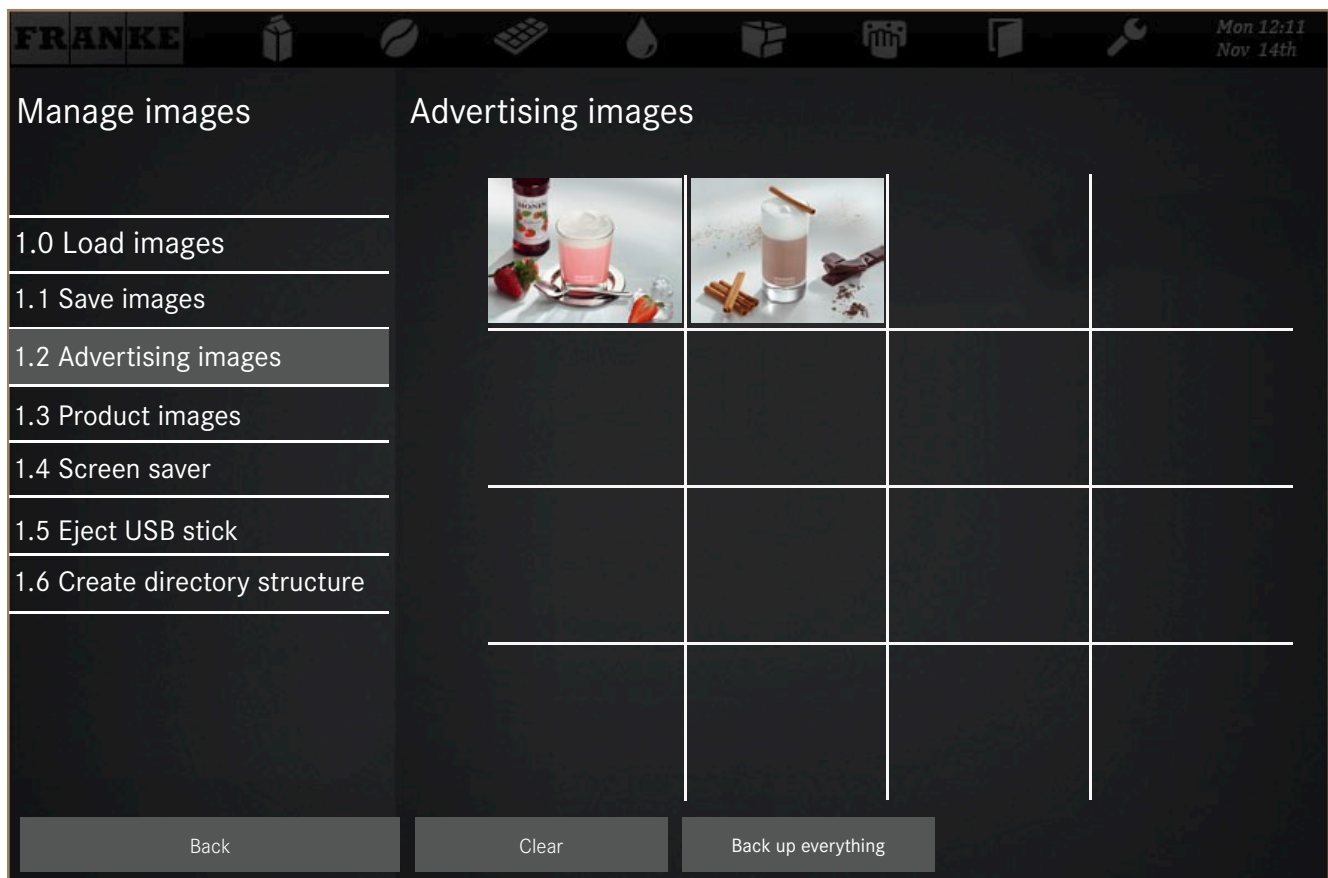 FRANKE
Mon 12:11
Nov 14th
Manage images
Advertising images
1.0 Load images
1.1 Save images
1.2 Advertising images
1.3 Product images
1.4 Screen saver
1.5 Eject USB stick
1.6 Create directory structure
MONIN
Back
Clear
Back up everything